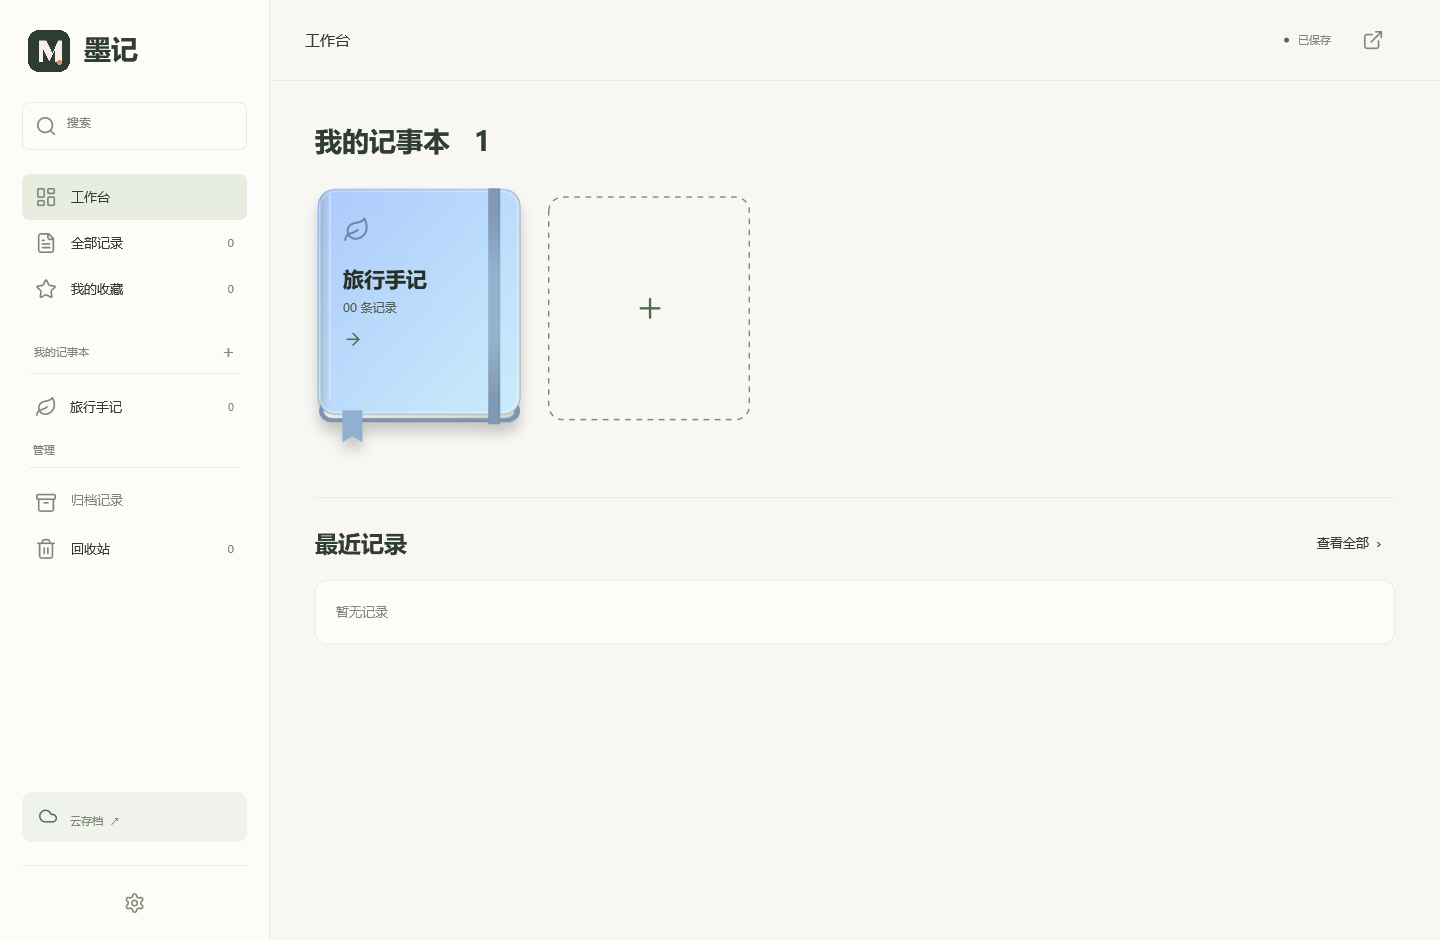 M 墨记
搜索
工作台
全部记录 0
我的收藏 0
我的记事本 +
旅行手记 0
管理
归档记录
回收站 0
云存档 ↗
工作台
已保存
我的记事本 1
旅行手记
00 条记录
最近记录
查看全部 ›
暂无记录